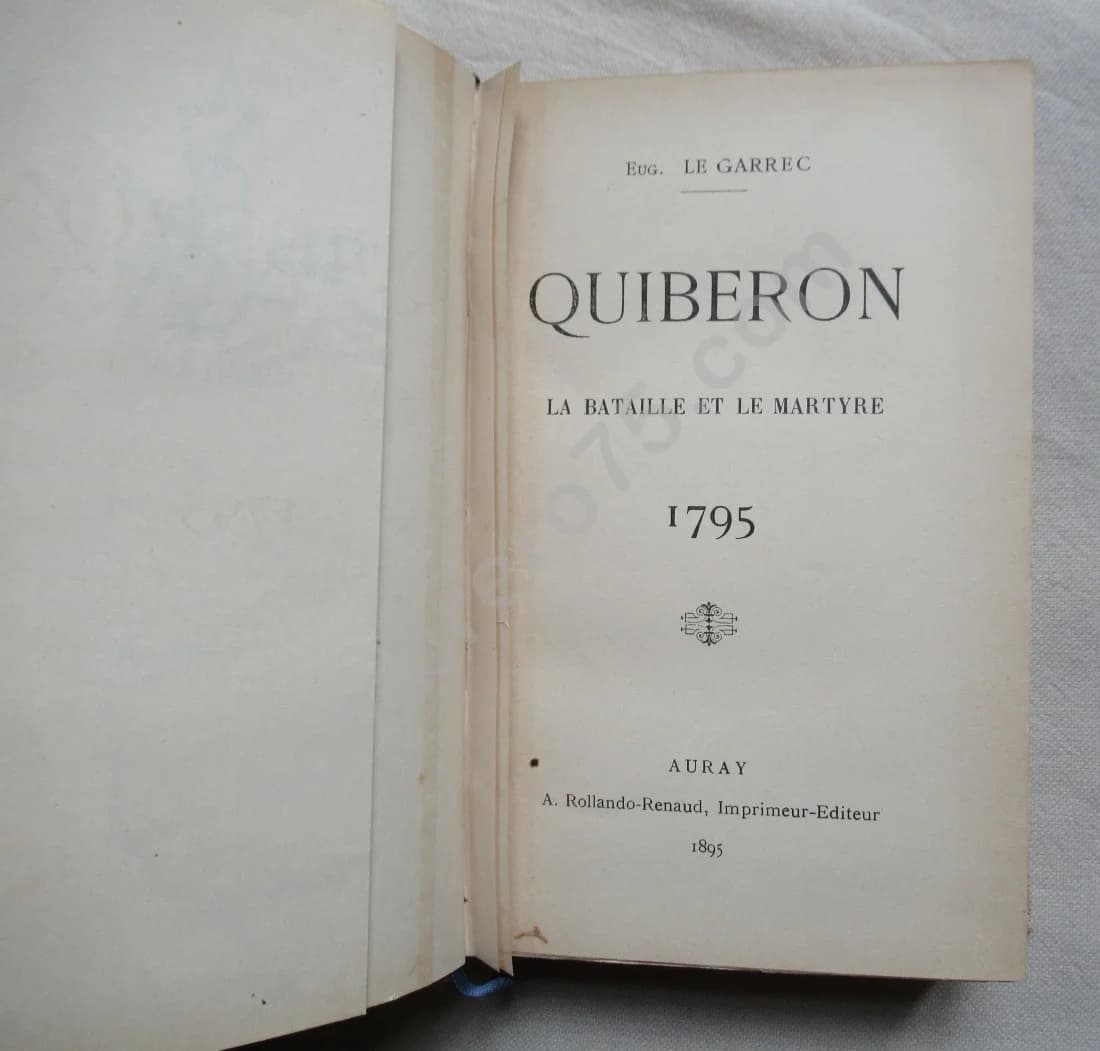 EUG. LE GARREC
QUIBERON
LA BATAILLE ET LE MARTYRE
1795
AURAY
A. Rollando-Renaud, Imprimeur-Editeur
1895